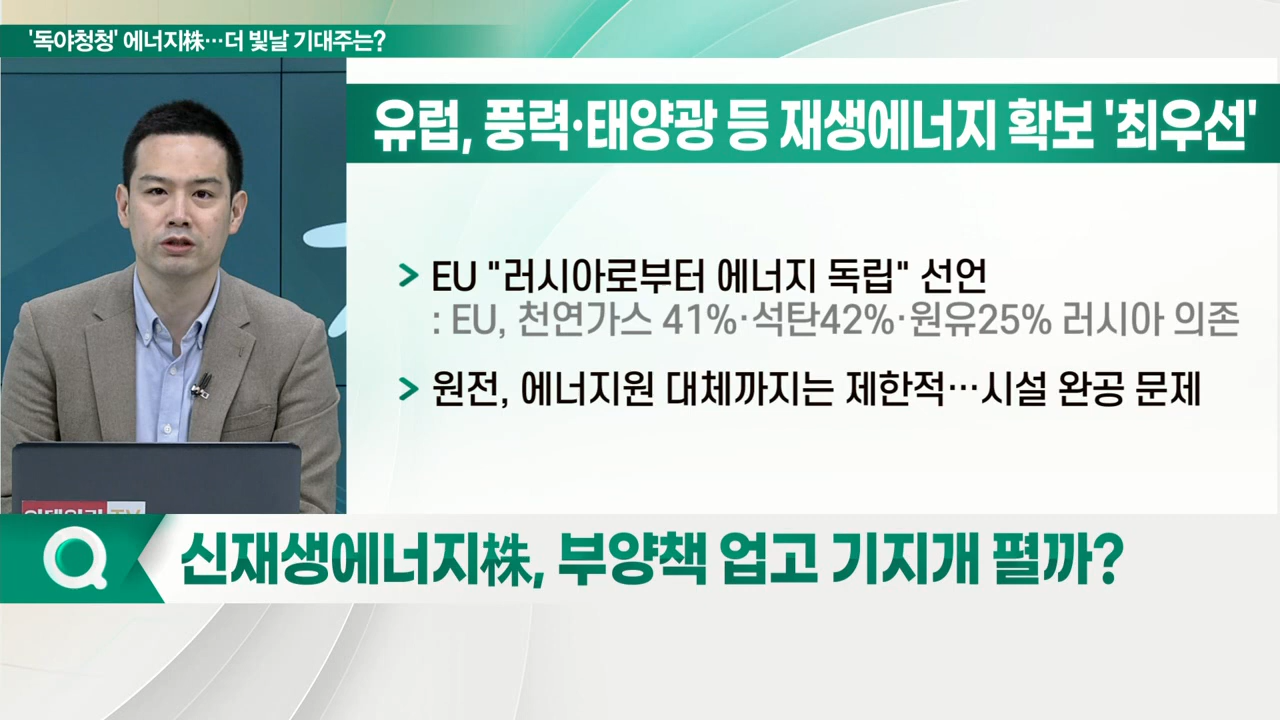 '독야청청' 에너지株…더 빛날 기대주는?
유럽, 풍력·태양광 등 재생에너지 확보 '최우선'
> EU "러시아로부터 에너지 독립" 선언
: EU, 천연가스 41%·석탄42%·원유25% 러시아 의존
> 원전, 에너지원 대체까지는 제한적…시설 완공 문제
신재생에너지株, 부양책 업고 기지개 펼까?